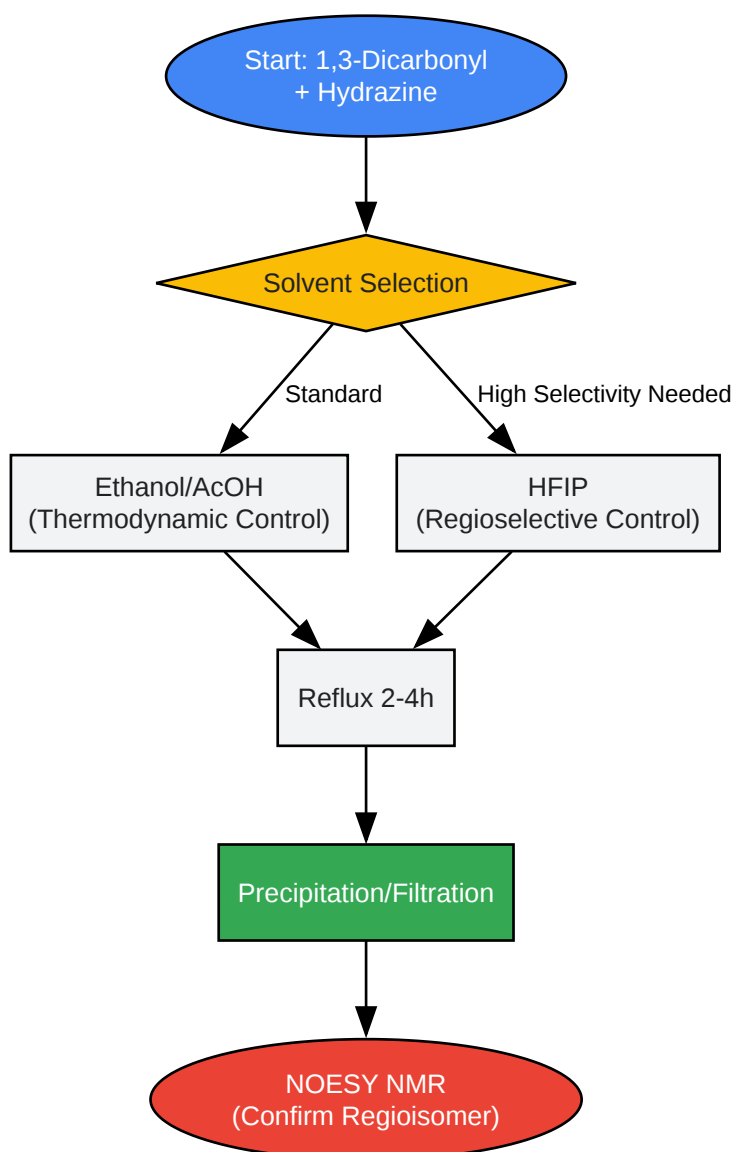 Start: 1,3-Dicarbonyl
+ Hydrazine
Solvent Selection
Standard
High Selectivity Needed
Ethanol/AcOH
(Thermodynamic Control)
HFIP
(Regioselective Control)
Reflux 2-4h
Precipitation/Filtration
NOESY NMR
(Confirm Regioisomer)